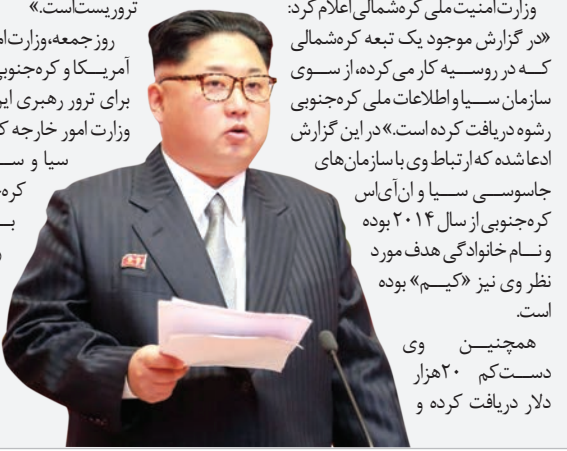 وزارت امنیت ملی کره‌شمالی اعلام کرد:
«در گزارش موجود یک تبعه کره‌شمالی
که در روسیه کار می‌کرده، از سوی
سازمان سیا و اطلاعات ملی کره‌جنوبی
رشوه دریافت کرده است.» در این گزارش
ادعا شده که ارتباط وی با سازمان‌های
جاسوسی سیا و ان‌آی‌اس
کره‌جنوبی از سال ۲۰۱۴ بوده
و نام خانوادگی هدف مورد
نظر وی نیز «کیم» بوده
است.
همچنین وی
دست‌کم ۲۰هزار
دلار دریافت کرده و
تروریست‌است.»
روز جمعه، وزارت
آمریکا و کره‌جنوبی
برای ترور رهبری
وزارت امور خارجه
سیا و